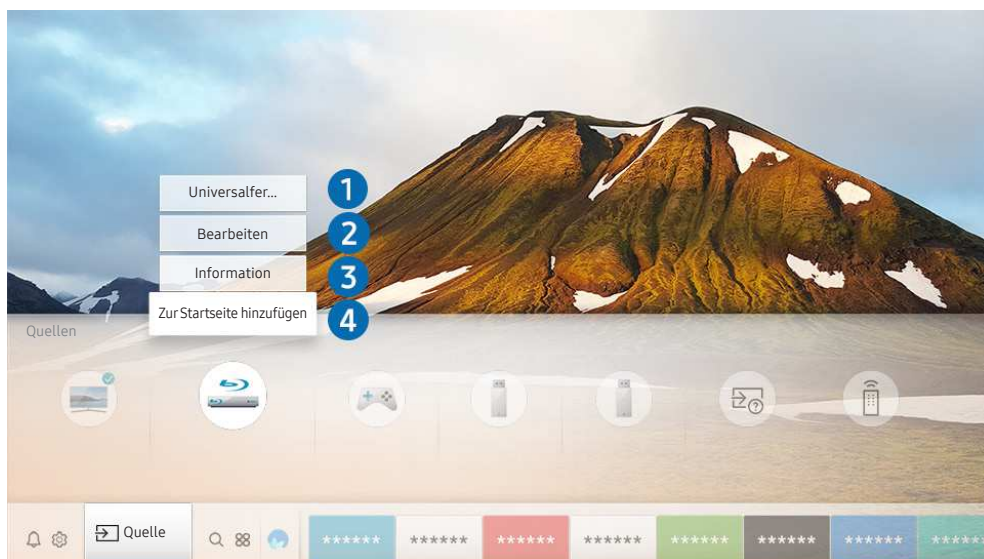 Universalfer...
1
Bearbeiten
2
Information
3
Zur Startseite hinzufügen
4
Quellen
Quelle
****** ****** ****** ****** ****** ****** ****** ******